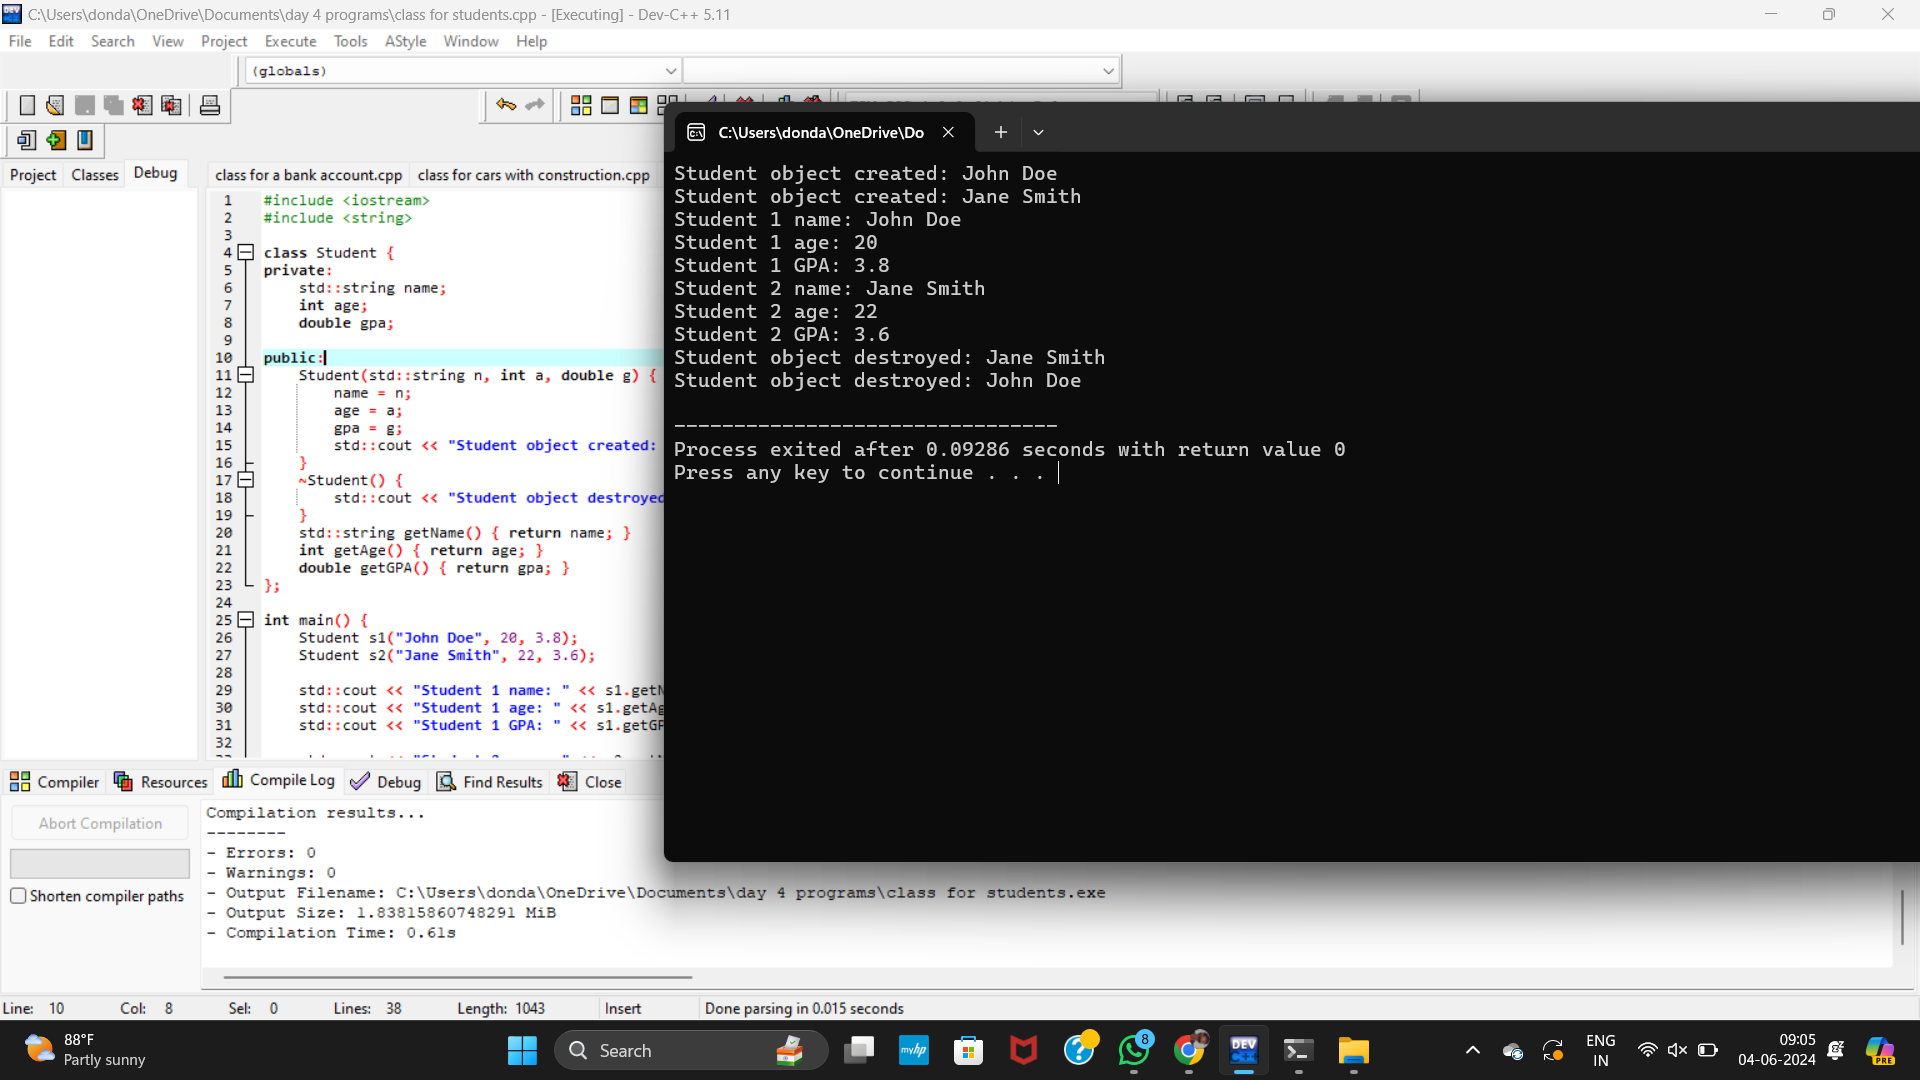 C:\Users\donda\OneDrive\Documents\day 4 programs\class for students.cpp - [Executing] - Dev-C++ 5.11
File Edit Search View Project Execute Tools AStyle Window Help
(globals)
Project Classes Debug
class for a bank account.cpp class for cars with construction.cpp
1 #include <iostream>
2 #include <string>
3
4 class Student {
5 private:
6 std::string name;
7 int age;
8 double gpa;
9
10 public:
11 Student(std::string n, int a, double g) {
12 name = n;
13 age = a;
14 gpa = g;
15 std::cout << "Student object created:
16 }
17 ~Student() {
18 std::cout << "Student object destroyed
19 }
20 std::string getName() { return name; }
21 int getAge() { return age; }
22 double getGPA() { return gpa; }
23 };
24
25 int main() {
26 Student s1("John Doe", 20, 3.8);
27 Student s2("Jane Smith", 22, 3.6);
28
29 std::cout << "Student 1 name: " << s1.getN
30 std::cout << "Student 1 age: " << s1.getAg
31 std::cout << "Student 1 GPA: " << s1.getGP
32
C:\Users\donda\OneDrive\Do
Student object created: John Doe
Student object created: Jane Smith
Student 1 name: John Doe
Student 1 age: 20
Student 1 GPA: 3.8
Student 2 name: Jane Smith
Student 2 age: 22
Student 2 GPA: 3.6
Student object destroyed: Jane Smith
Student object destroyed: John Doe
--------------------------------
Process exited after 0.09286 seconds with return value 0
Press any key to continue . . .
Compiler Resources Compile Log Debug Find Results Close
Abort Compilation
Shorten compiler paths
Compilation results...
--------
- Errors: 0
- Warnings: 0
- Output Filename: C:\Users\donda\OneDrive\Documents\day 4 programs\class for students.exe
- Output Size: 1.83815860748291 MiB
- Compilation Time: 0.61s
Line: 10 Col: 8 Sel: 0 Lines: 38 Length: 1043 Insert Done parsing in 0.015 seconds
88°F
Partly sunny
Search
myhp
8
DEV
ENG
IN
09:05
04-06-2024
PRE